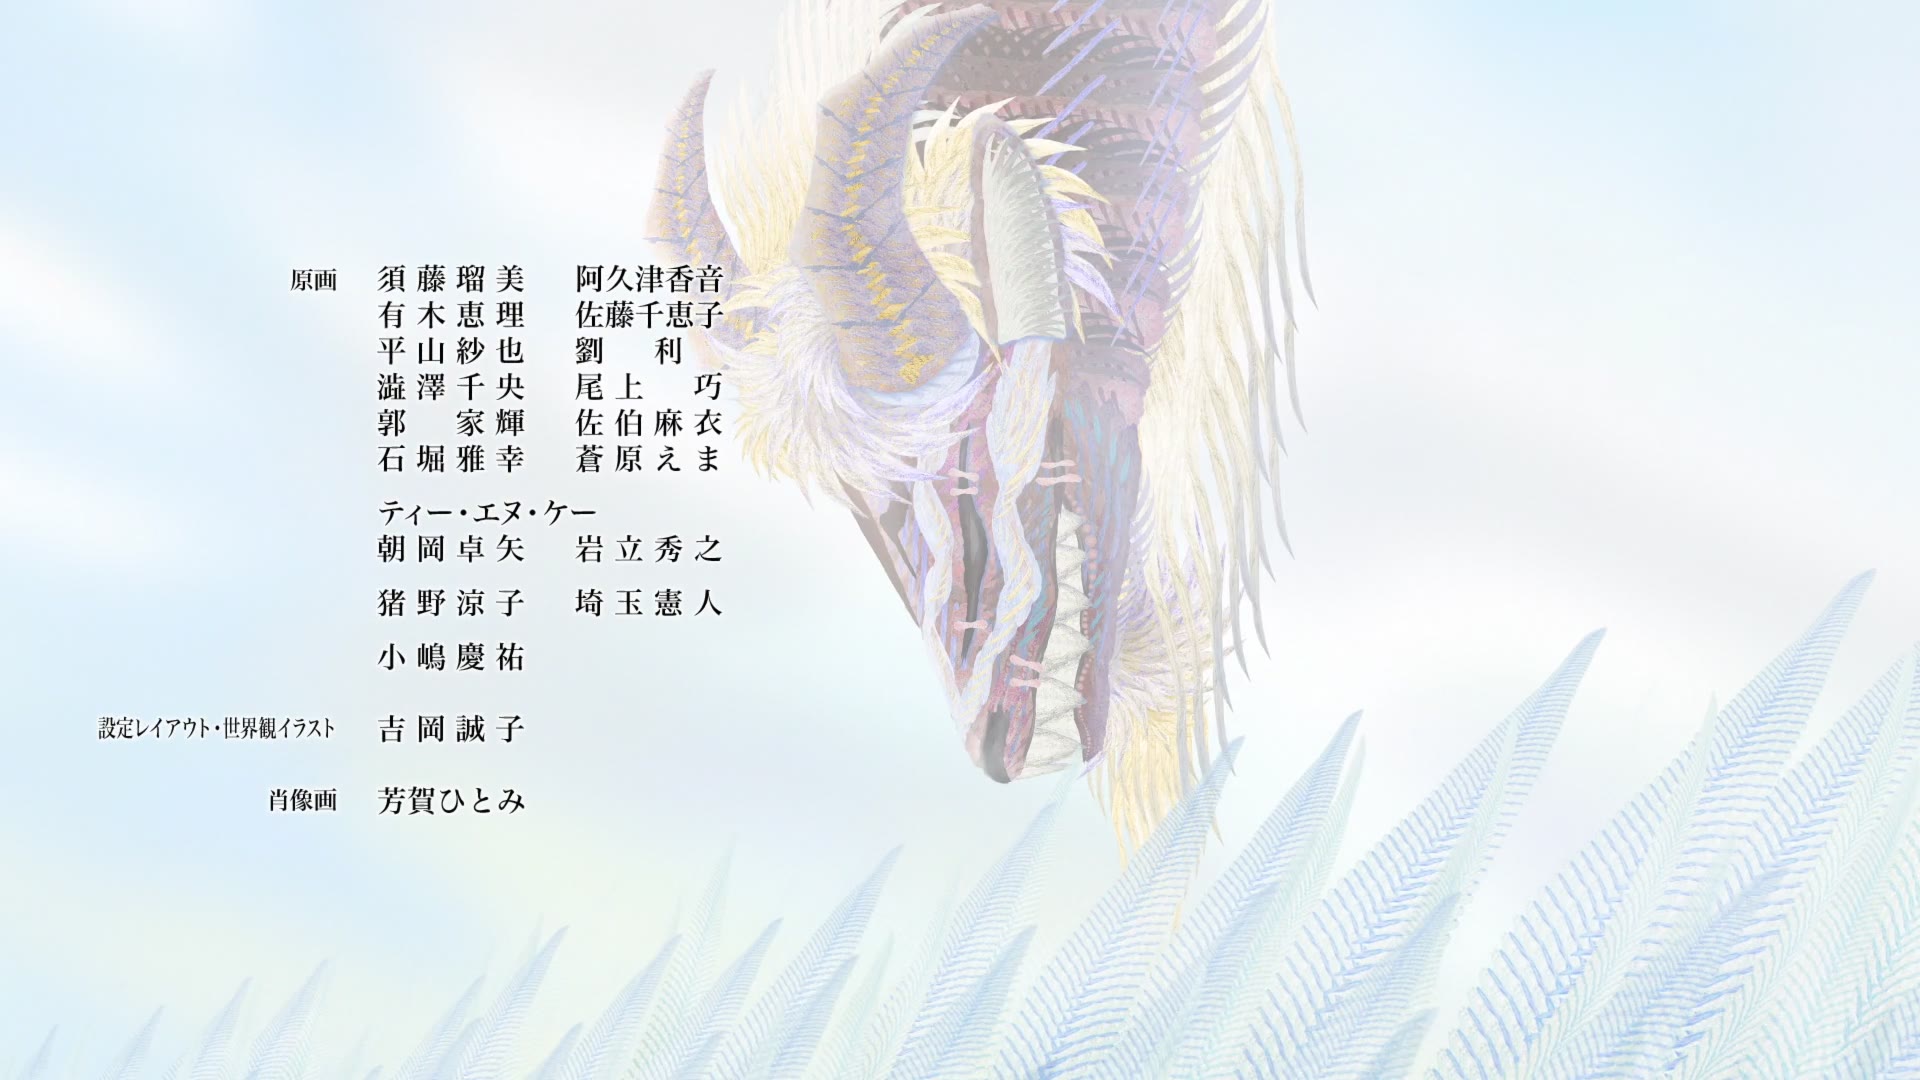 原画 須藤瑠美 阿久津香音
有木恵理 佐藤千恵子
平山紗也 劉利
澁澤千央 尾上巧
郭家輝 佐伯麻衣
石堀雅幸 蒼原えま
ティー・エヌ・ケー
朝岡卓矢 岩立秀之
猪野涼子 埼玉憲人
小嶋慶祐
設定レイアウト・世界観イラスト 吉岡誠子
肖像画 芳賀ひとみ